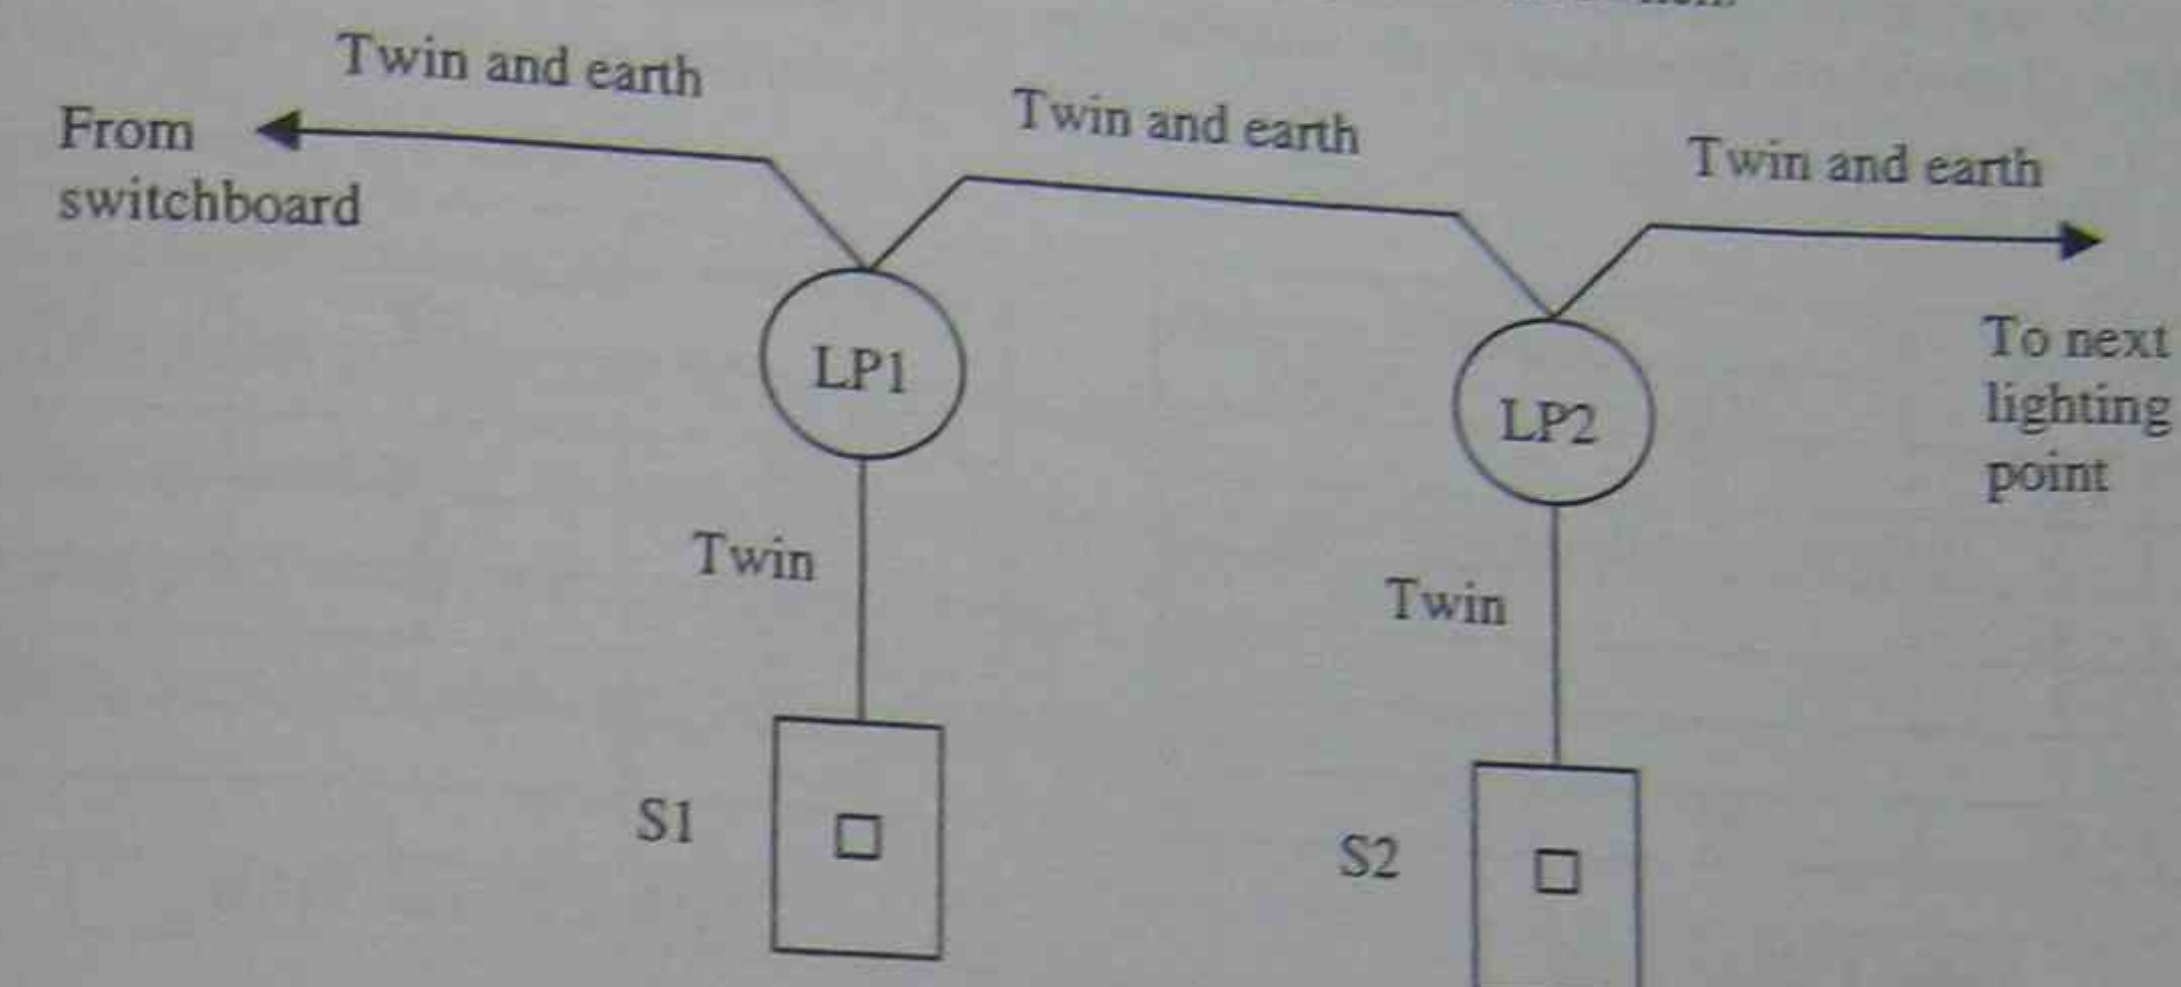 Twin and earth
From
switchboard
Twin and earth
Twin and earth
To next
lighting
point
LP1
LP2
Twin
Twin
S1
S2